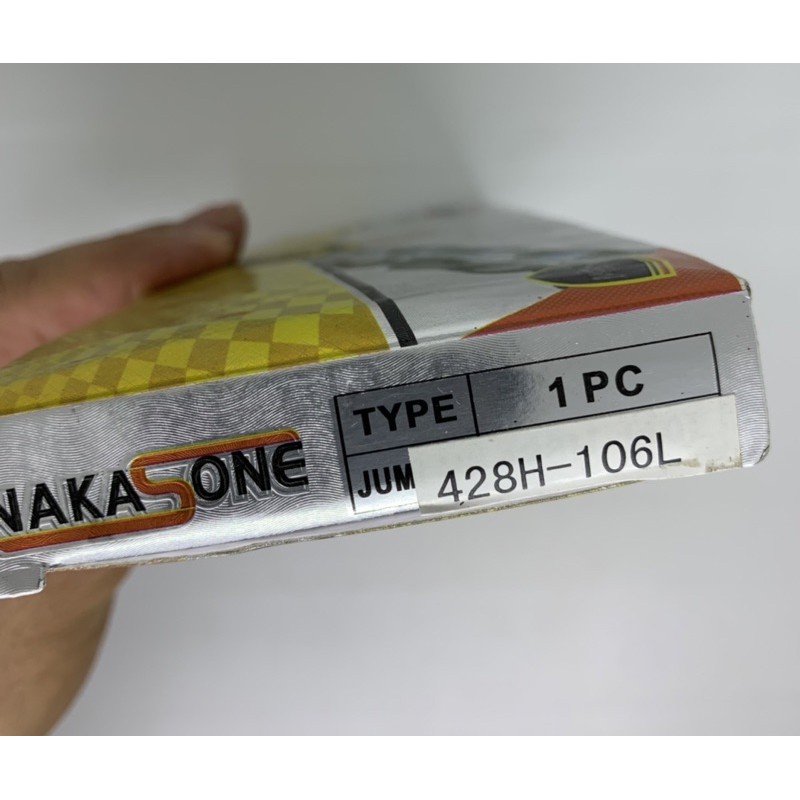 TYPE 1 PC
JUM 428H-106L
NAKASONE